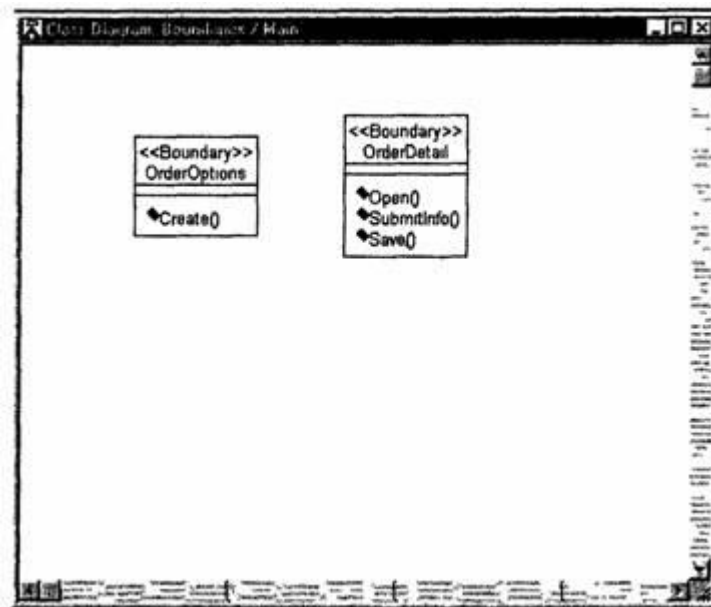 Class Diagram: Boundaries / Main
<<Boundary>>
OrderOptions
Create()
<<Boundary>>
OrderDetail
Open()
SubmitInfo()
Save()